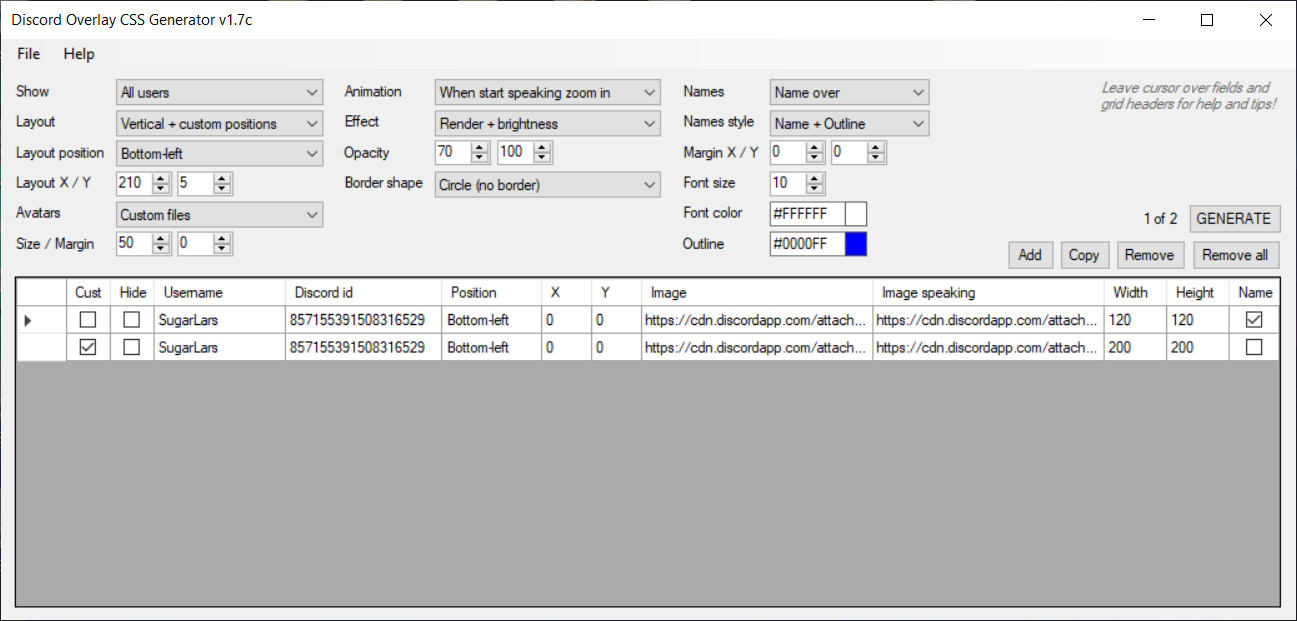 Discord Overlay CSS Generator v1.7c
File Help
Show All users Animation When start speaking zoom in Names Name over Leave cursor over fields and
grid headers for help and tips!
Layout Vertical + custom positions Effect Render + brightness Names style Name + Outline
Layout position Bottom-left Opacity 70 100 Margin X / Y 0 0
Layout X / Y 210 5 Border shape Circle (no border) Font size 10
Avatars Custom files Font color #FFFFFF 1 of 2 GENERATE
Size / Margin 50 0 Outline #0000FF Add Copy Remove Remove all
Cust Hide Username Discord id Position X Y Image Image speaking Width Height Name
SugarLars 857155391508316529 Bottom-left 0 0 https://cdn.discordapp.com/attach... https://cdn.discordapp.com/attach... 120 120
SugarLars 857155391508316529 Bottom-left 0 0 https://cdn.discordapp.com/attach... https://cdn.discordapp.com/attach... 200 200